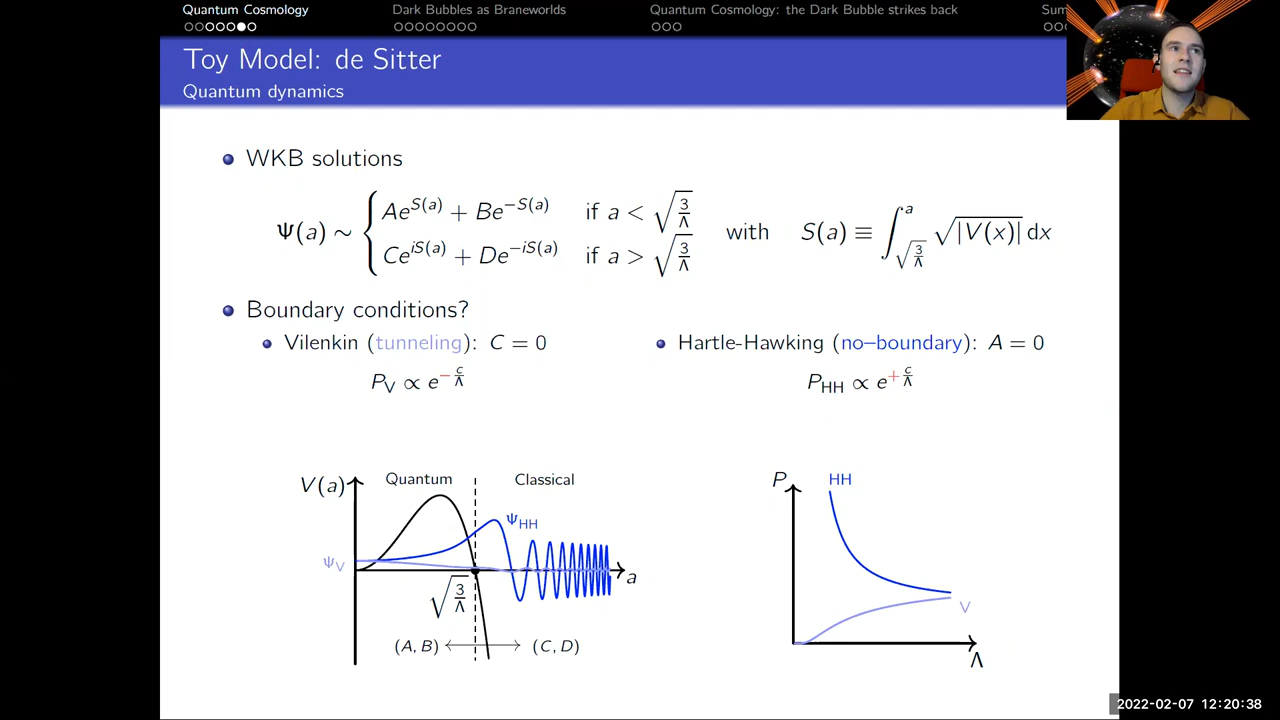 Quantum Cosmology Dark Bubbles as Braneworlds Quantum Cosmology: the Dark Bubble strikes back Sum
Toy Model: de Sitter
Quantum dynamics
WKB solutions
Ψ(a) ∼ { Ae^{S(a)} + Be^{−S(a)} if a < √(3/Λ)
Ce^{iS(a)} + De^{−iS(a)} if a > √(3/Λ)
with S(a) ≡ ∫_{√(3/Λ)}^{a} √|V(x)| dx
Boundary conditions?
Vilenkin (tunneling): C = 0
P_V ∝ e^{−c/Λ}
Hartle-Hawking (no–boundary): A = 0
P_HH ∝ e^{+c/Λ}
V(a) Quantum Classical
Ψ_HH
Ψ_V
a
√(3/Λ)
(A, B) (C, D)
P HH
V
Λ
2022-02-07 12:20:38